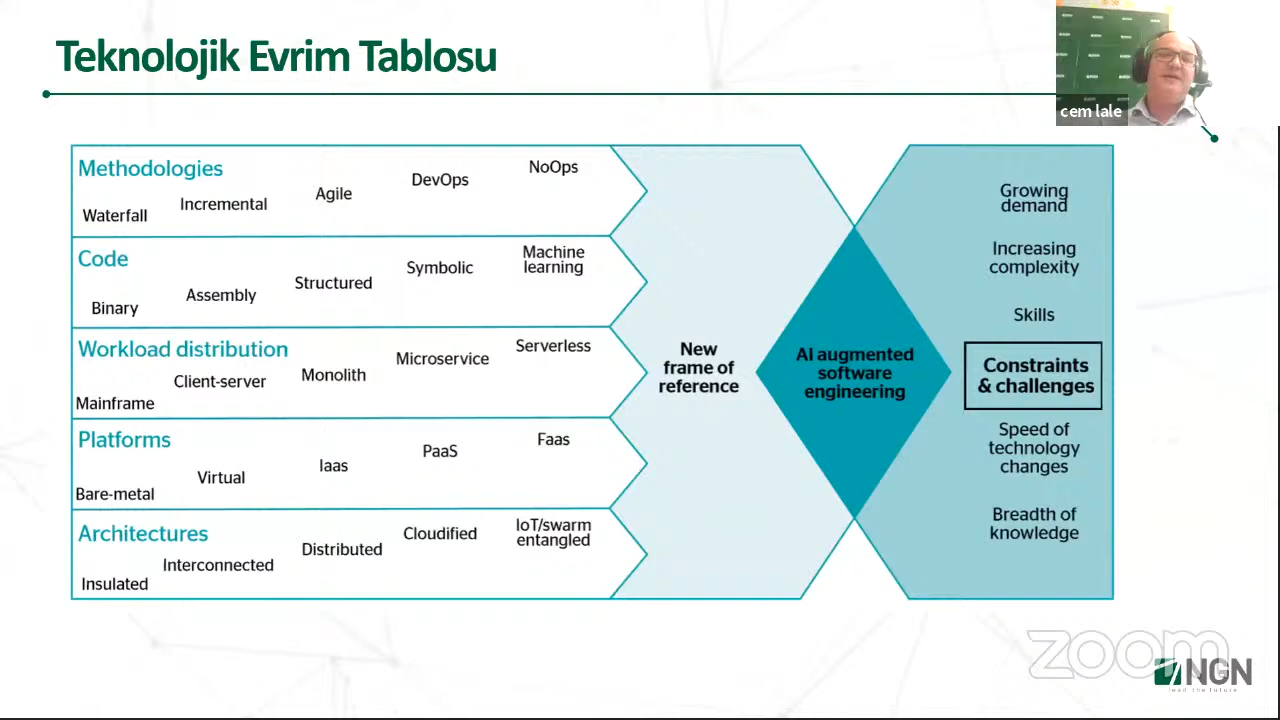 Teknolojik Evrim Tablosu
cem lale
Methodologies
Waterfall
Incremental
Agile
DevOps
NoOps
Code
Binary
Assembly
Structured
Symbolic
Machine
learning
Workload distribution
Mainframe
Client-server
Monolith
Microservice
Serverless
Platforms
Bare-metal
Virtual
Iaas
PaaS
Faas
Architectures
Insulated
Interconnected
Distributed
Cloudified
IoT/swarm
entangled
New
frame of
reference
AI augmented
software
engineering
Growing
demand
Increasing
complexity
Skills
Constraints
& challenges
Speed of
technology
changes
Breadth of
knowledge
zoom
NGN
lead the future